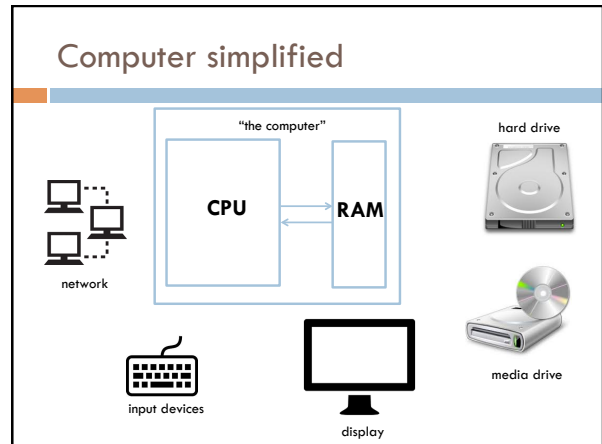 Computer simplified
“the computer”
hard drive
CPU
RAM
network
media drive
input devices
display